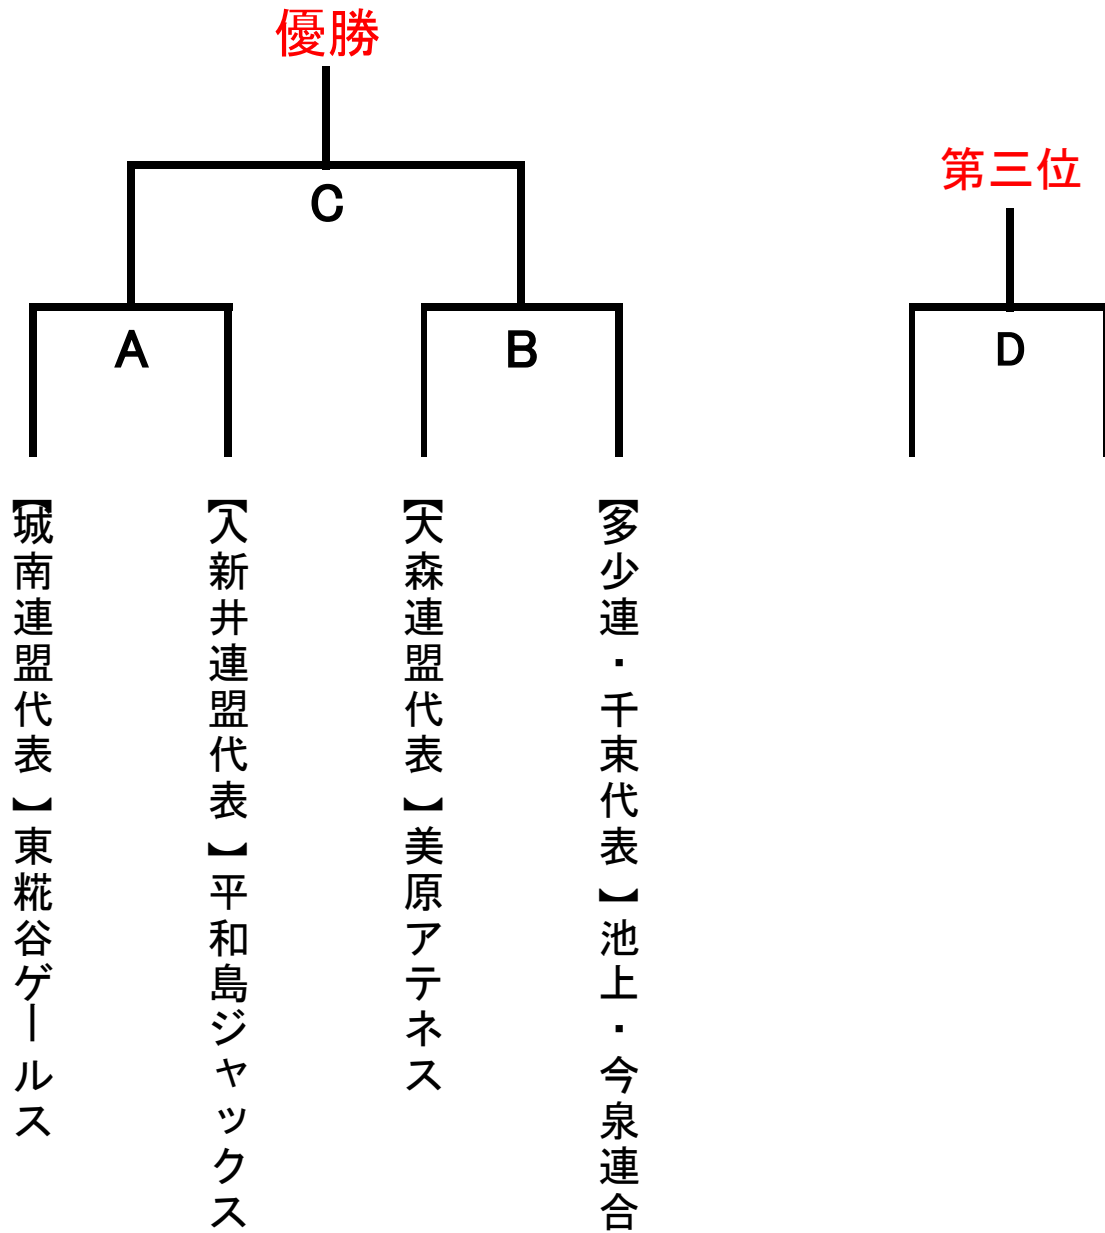 優勝
第三位
C
A
B
D
【城南連盟代表】東糀谷ゲールス
【入新井連盟代表】平和島ジャックス
【大森連盟代表】美原アテネス
【多少連・千束代表】池上・今泉連合